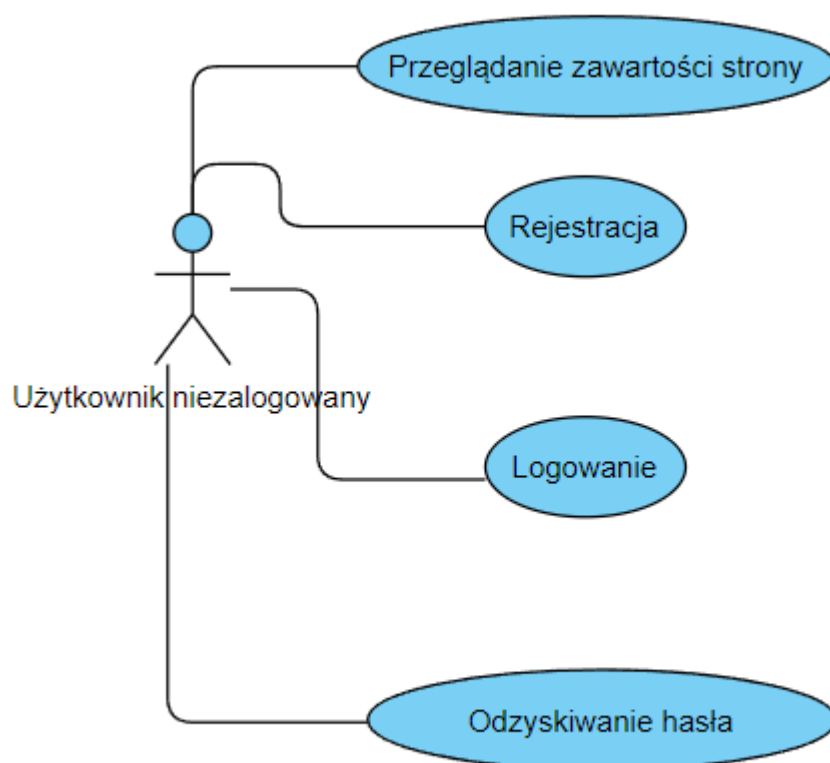 Przeglądanie zawartości strony
Rejestracja
Użytkownik niezalogowany
Logowanie
Odzyskiwanie hasła